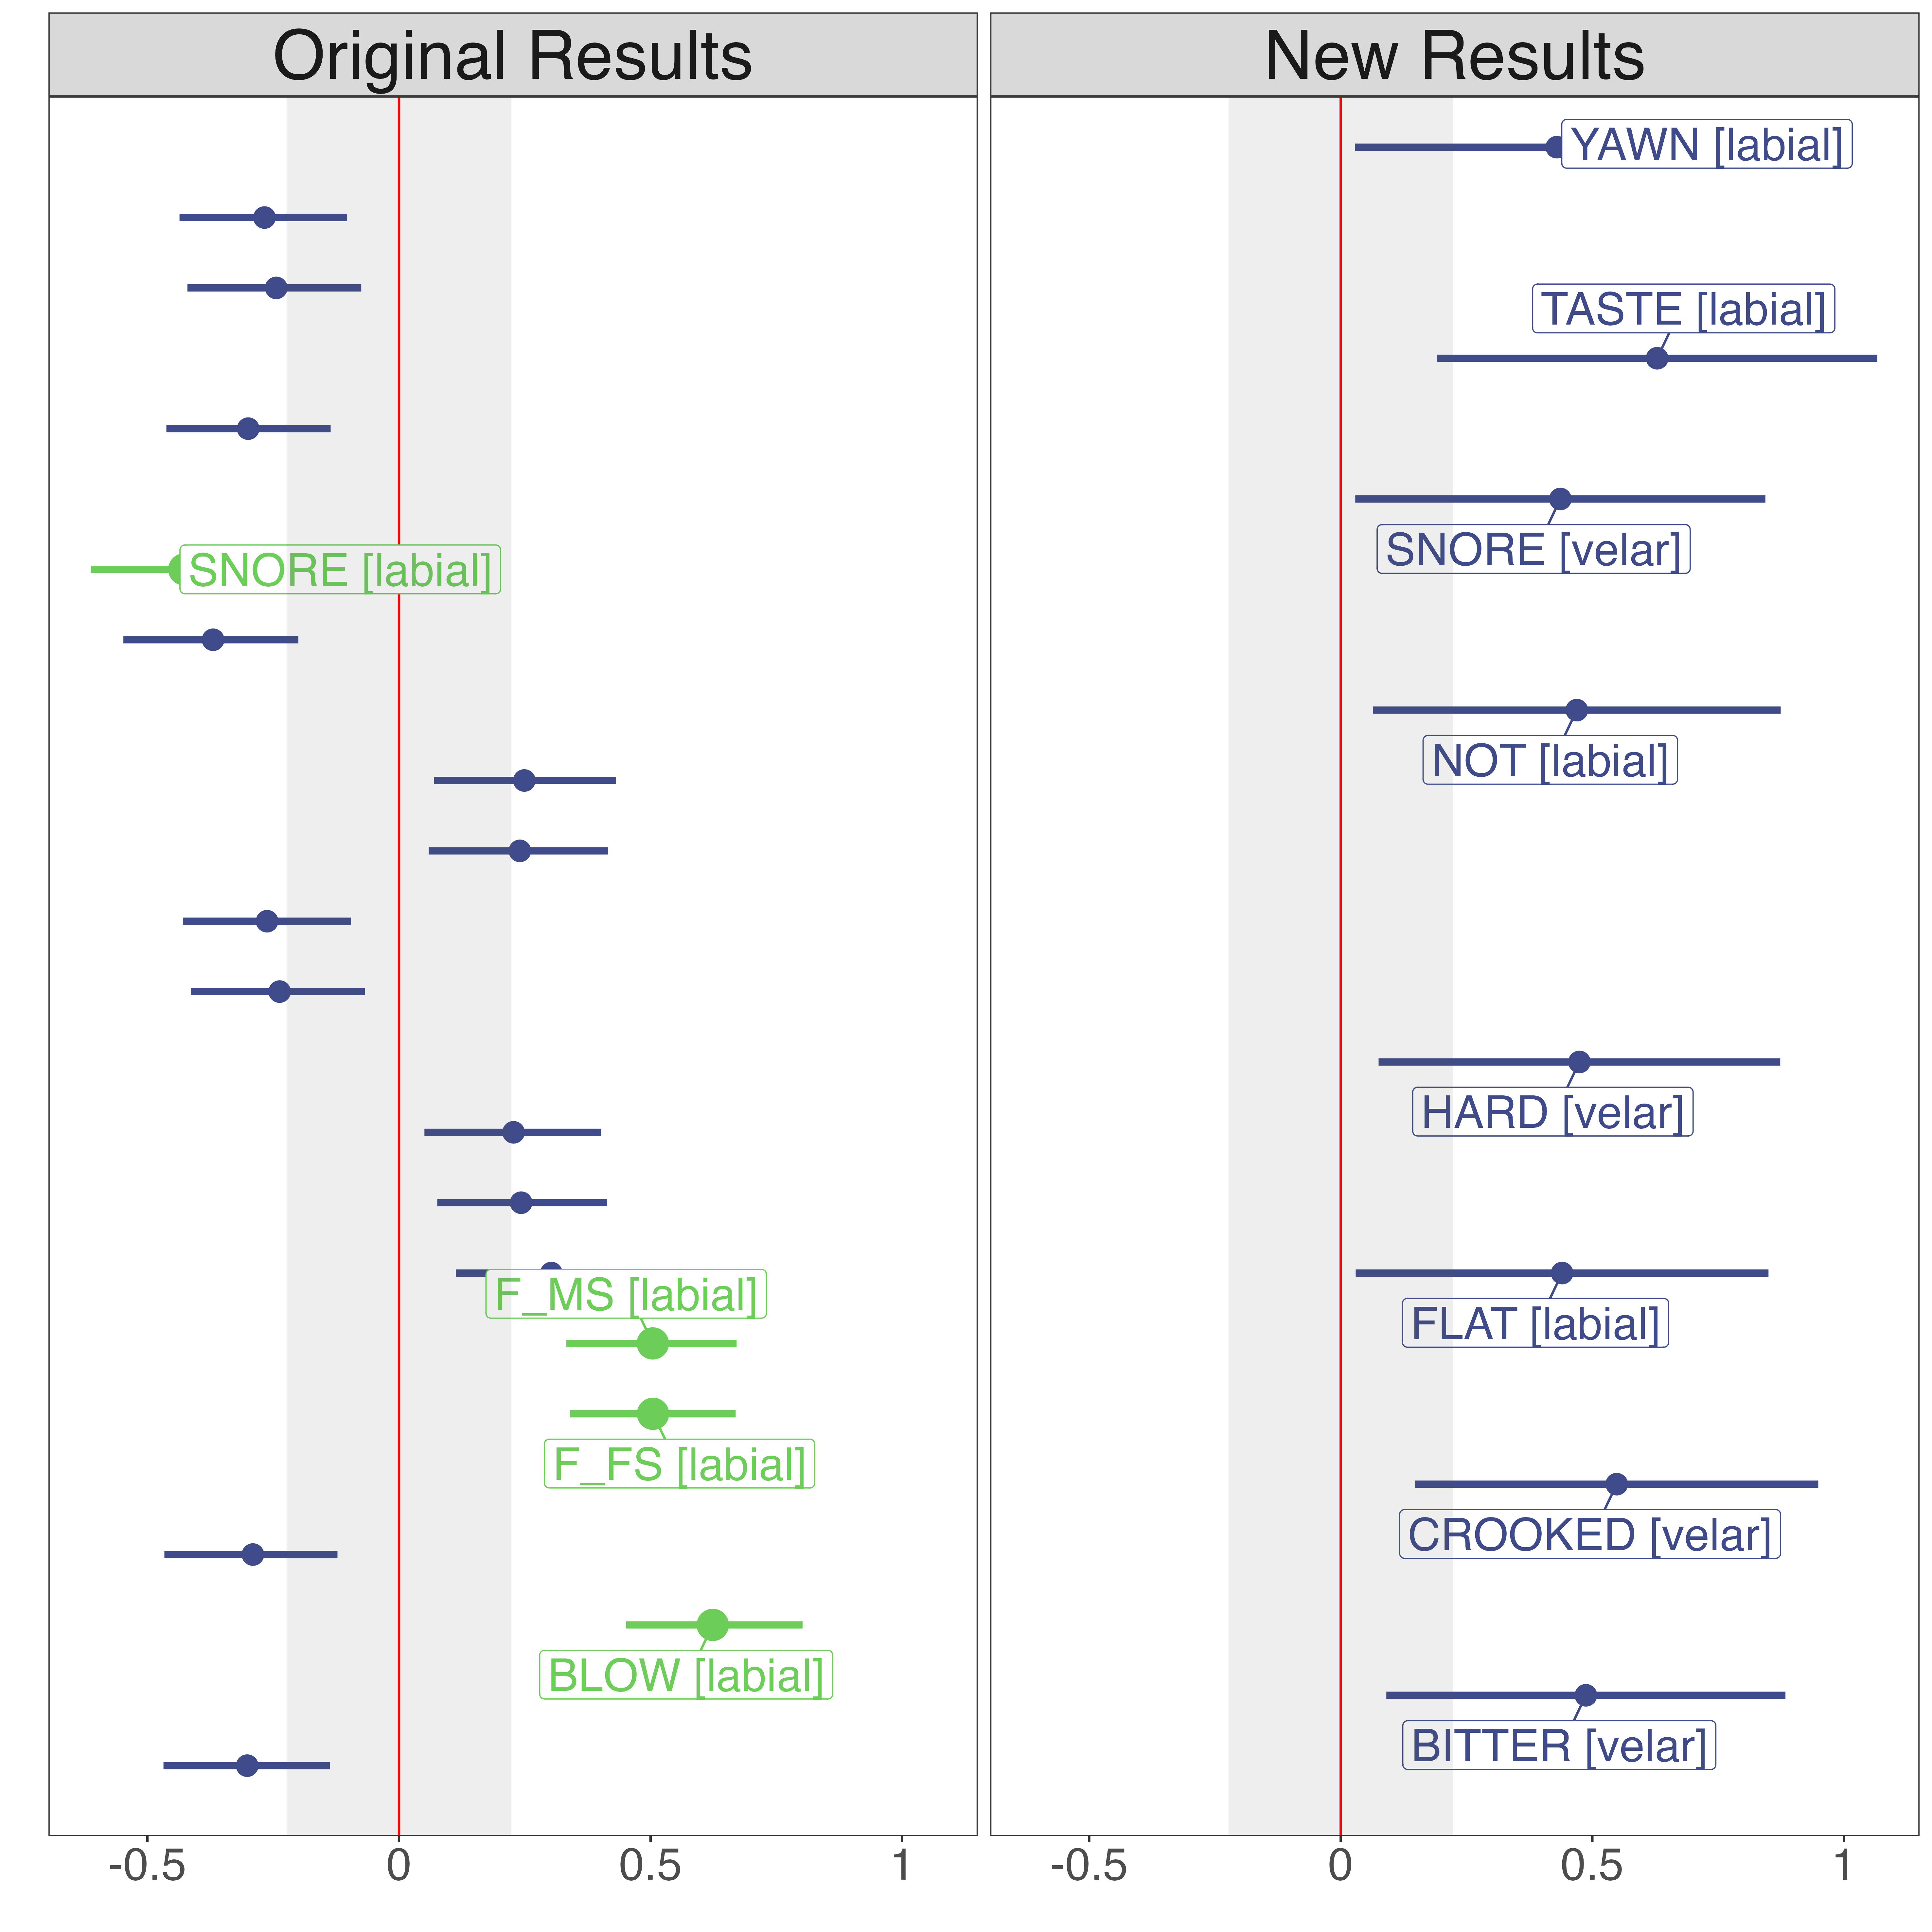 Original Results
SNORE [labial]
F_MS [labial]
F_FS [labial]
BLOW [labial]
-0.5 0 0.5 1
New Results
YAWN [labial]
TASTE [labial]
SNORE [velar]
NOT [labial]
HARD [velar]
FLAT [labial]
CROOKED [velar]
BITTER [velar]
-0.5 0 0.5 1